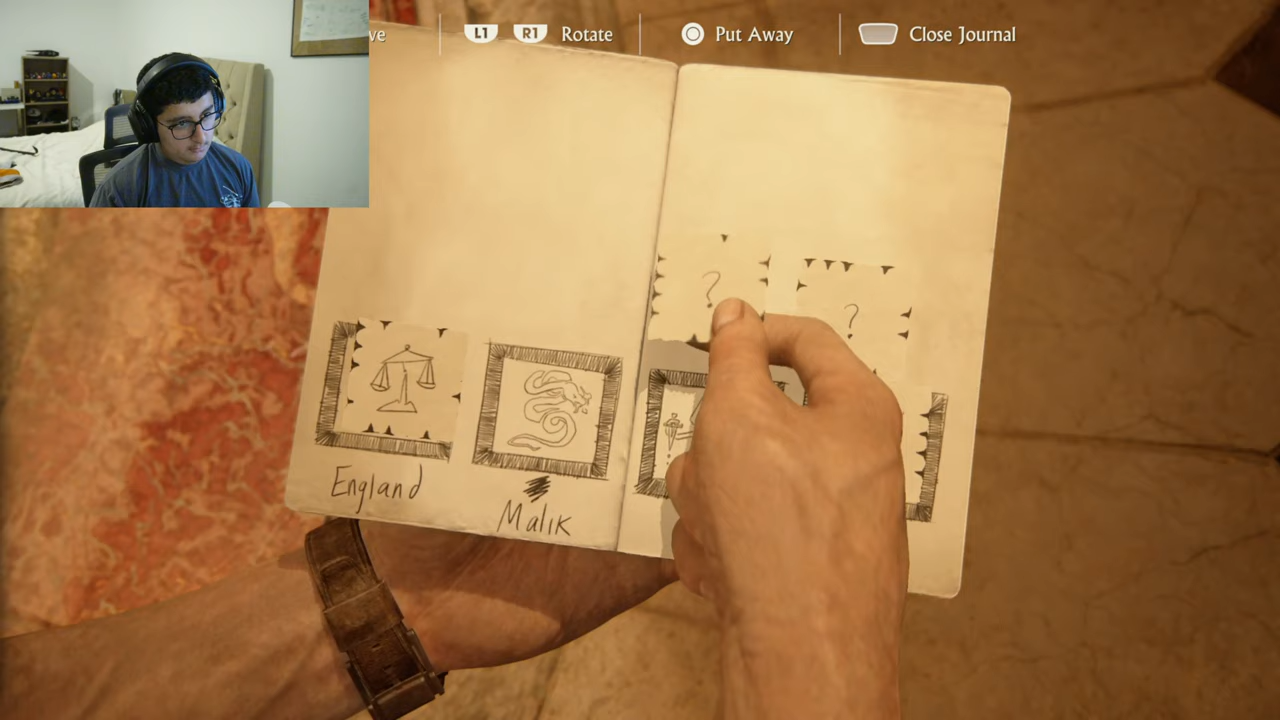 ve
L1 R1 Rotate
Put Away
Close Journal
?
?
England
Malik